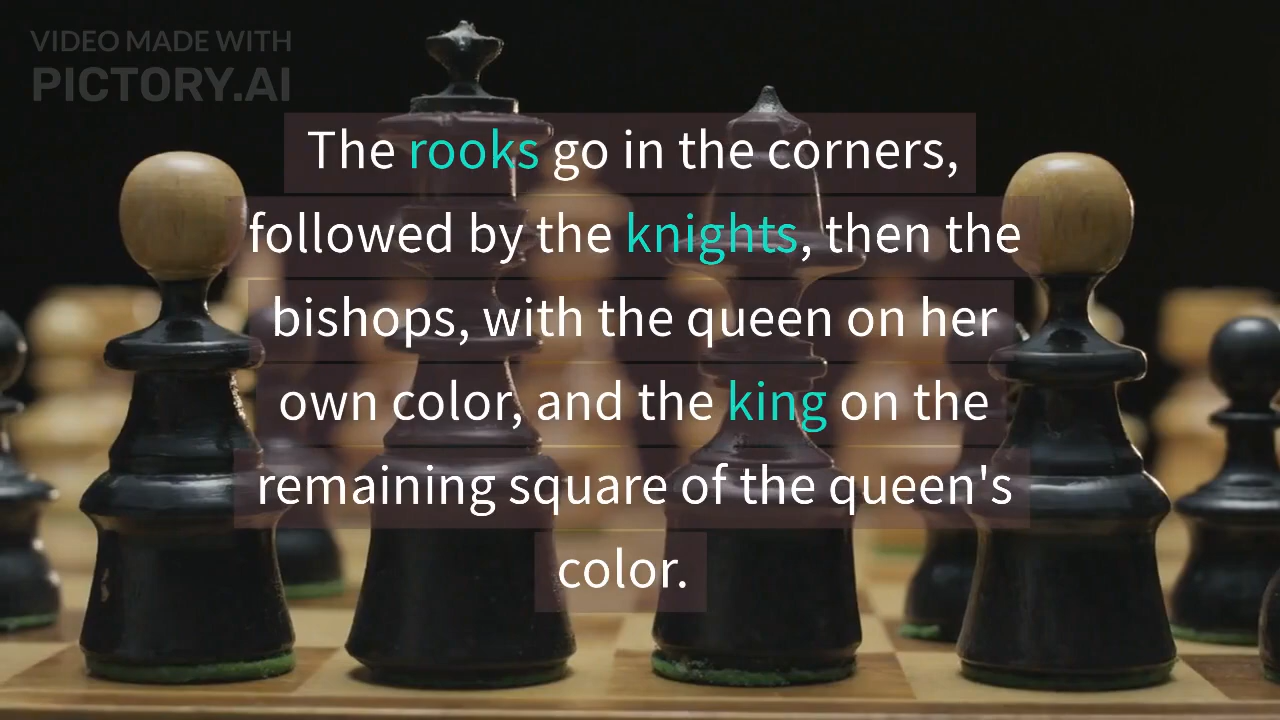 VIDEO MADE WITH
PICTORY.AI
The rooks go in the corners,
followed by the knights, then the
bishops, with the queen on her
own color, and the king on the
remaining square of the queen's
color.